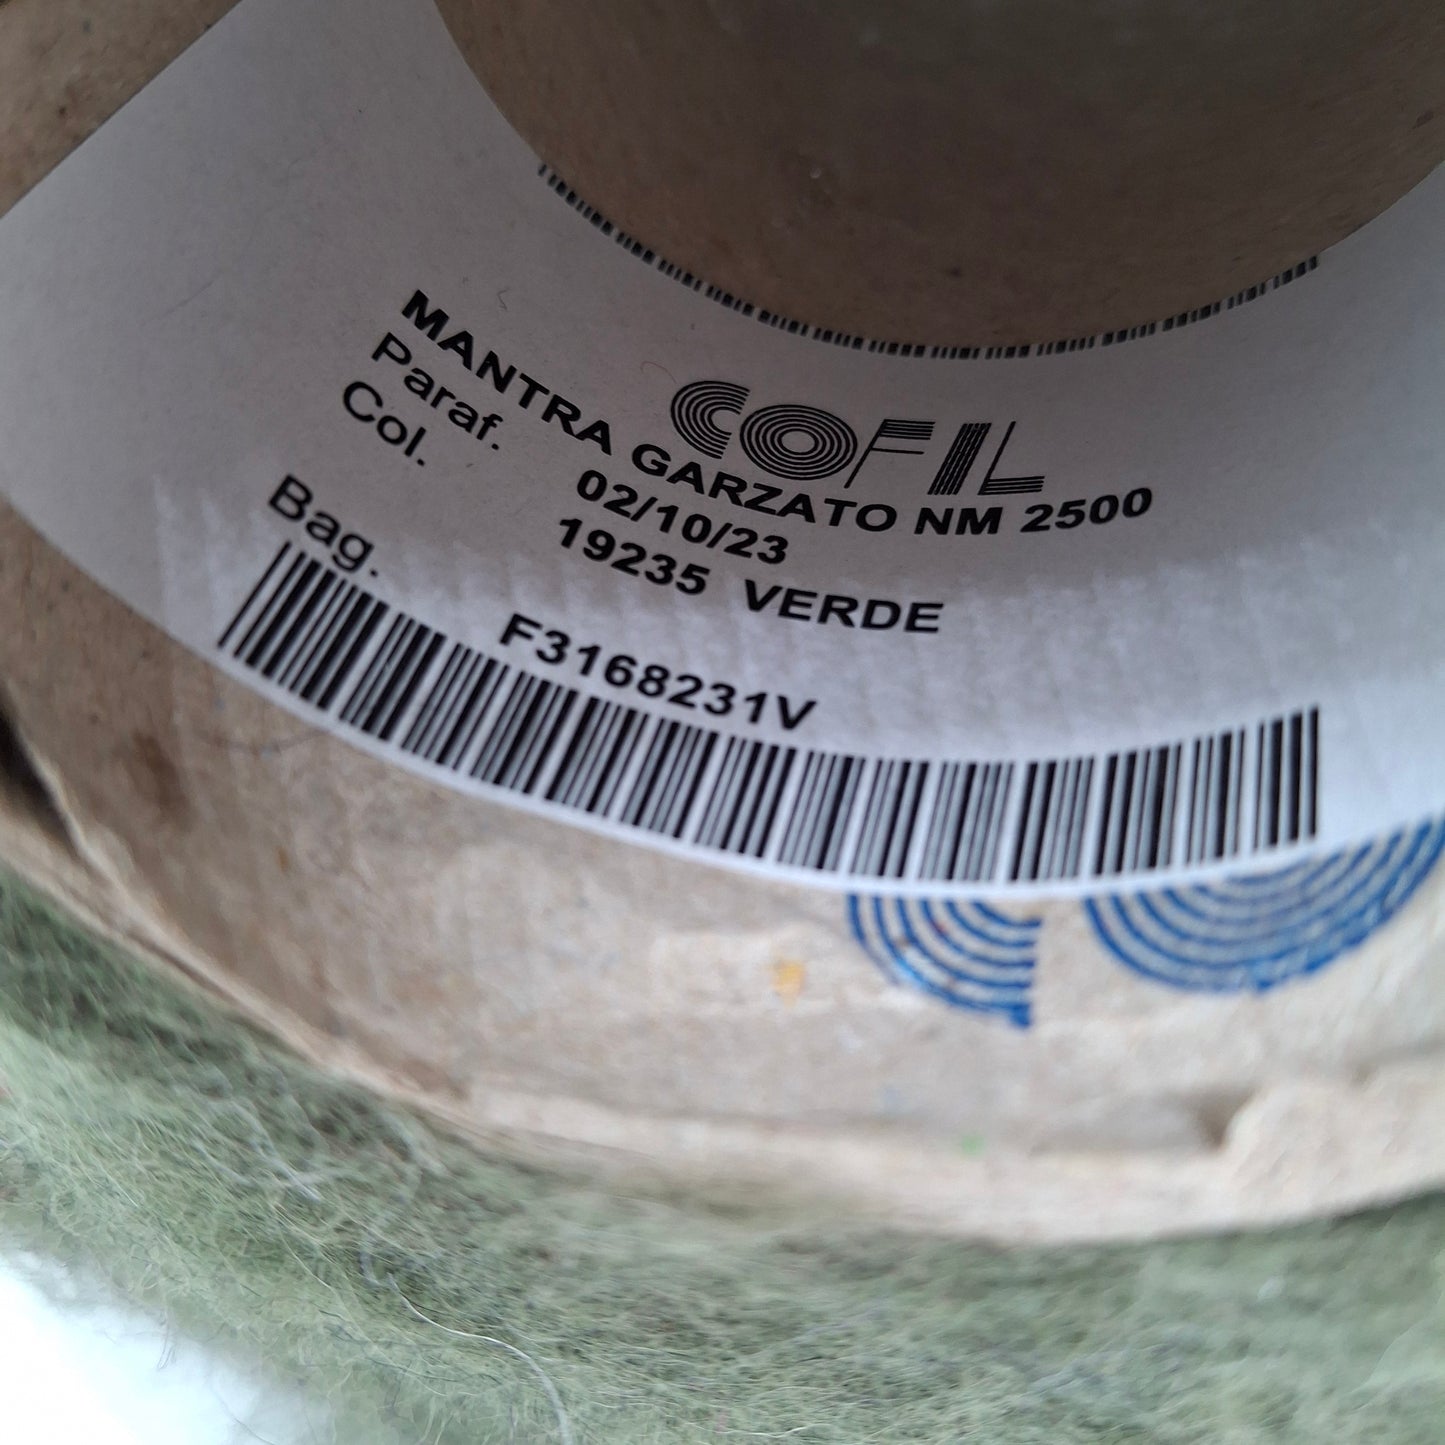 COFIL
MANTRA GARZATO NM 2500
Paraf. 02/10/23
Col. 19235 VERDE
Bag. F3168231V